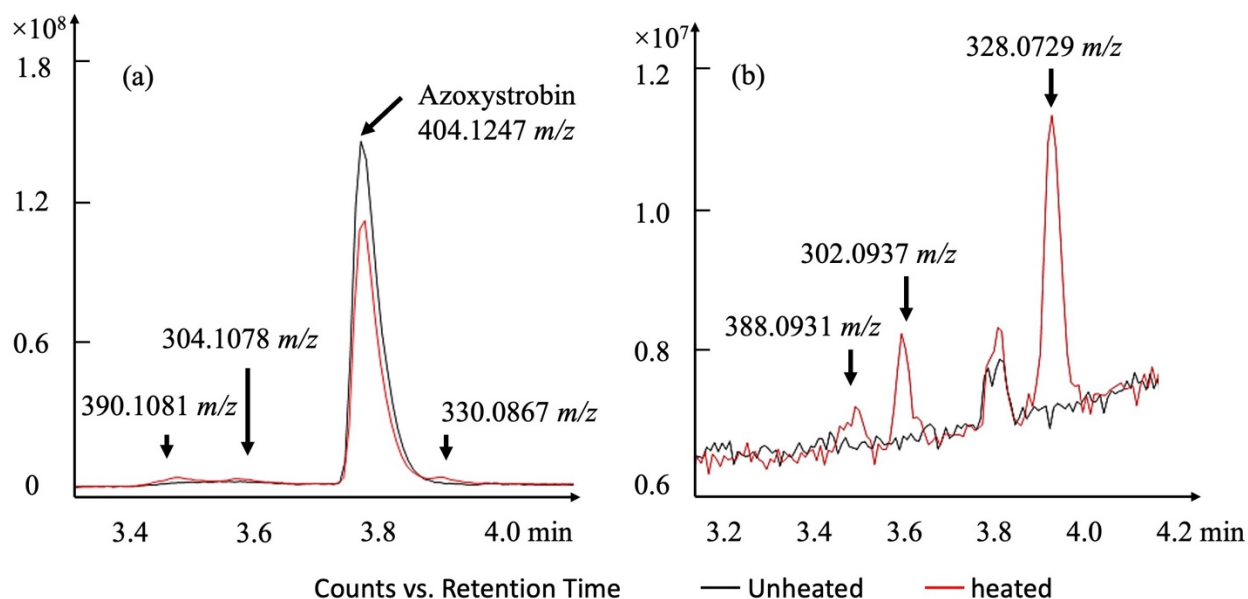 ×10⁸
1.8
(a)
Azoxystrobin
404.1247 m/z
1.2
0.6
304.1078 m/z
390.1081 m/z
330.0867 m/z
0
3.4 3.6 3.8 4.0 min
×10⁷
328.0729 m/z
1.2
(b)
1.0
302.0937 m/z
388.0931 m/z
0.8
0.6
3.2 3.4 3.6 3.8 4.0 4.2 min
Counts vs. Retention Time Unheated heated